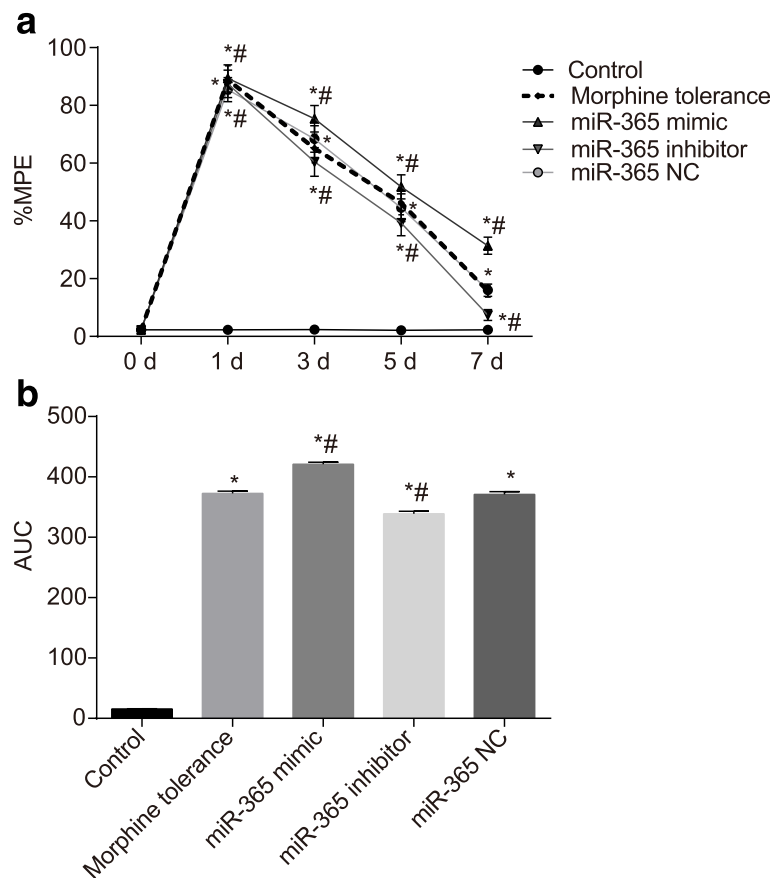 a
%MPE
100
80
60
40
20
0
*#
*
*#
*#
*
*#
*#
*
*#
*#
*
*#
0 d 1 d 3 d 5 d 7 d
Control
Morphine tolerance
miR-365 mimic
miR-365 inhibitor
miR-365 NC
b
AUC
500
400
300
200
100
0
*
*#
*#
*
Control
Morphine tolerance
miR-365 mimic
miR-365 inhibitor
miR-365 NC